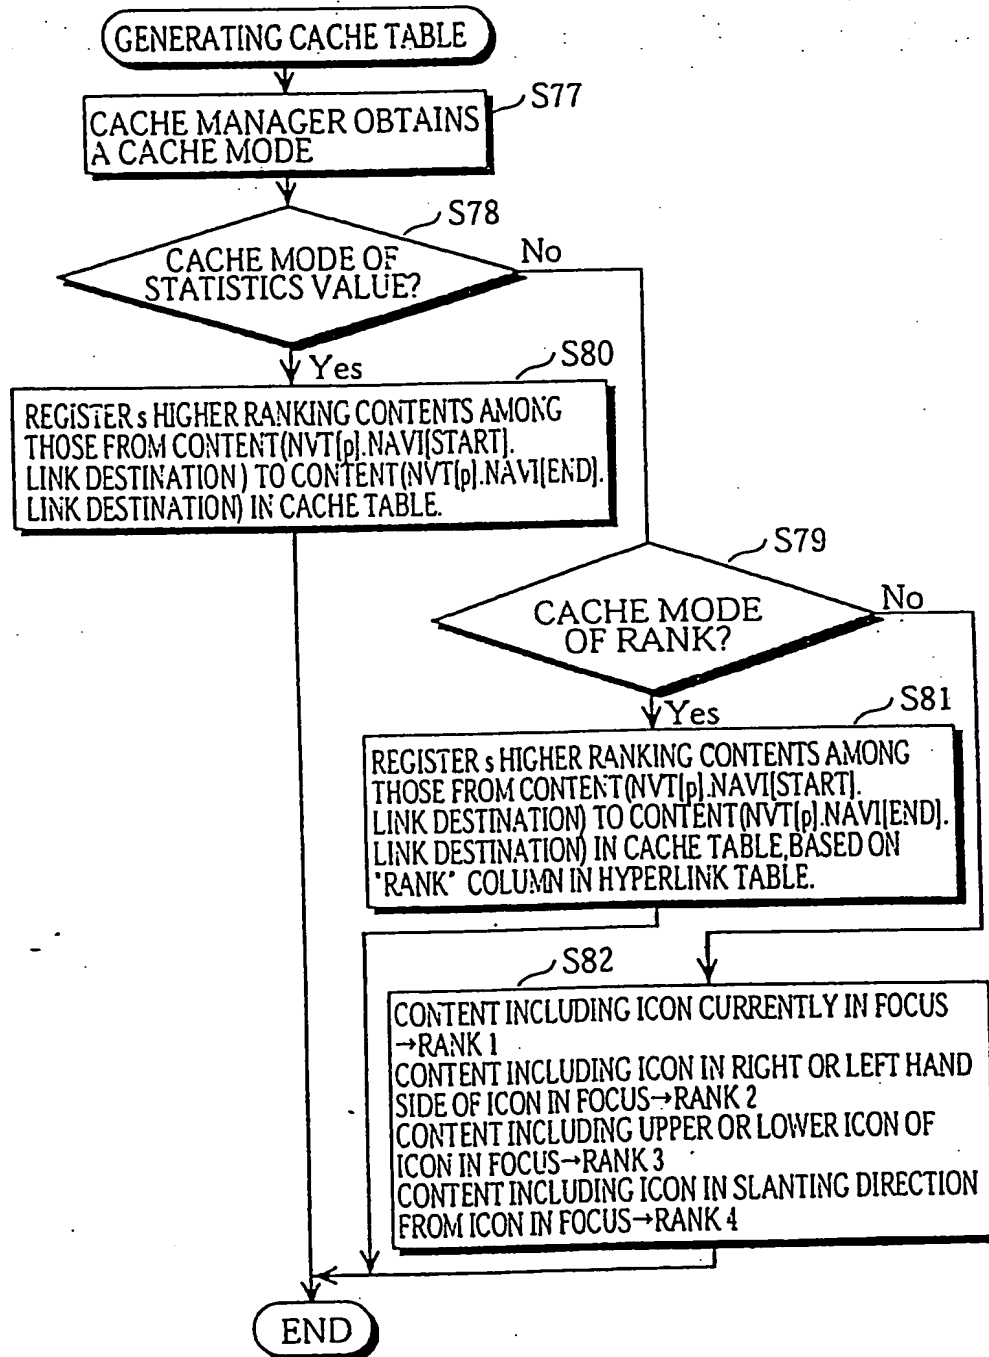 GENERATING CACHE TABLE
S77
CACHE MANAGER OBTAINS
A CACHE MODE
S78
CACHE MODE OF
STATISTICS VALUE?
No
Yes
S80
REGISTER s HIGHER RANKING CONTENTS AMONG
THOSE FROM CONTENT(NVT[p].NAVI[START].
LINK DESTINATION) TO CONTENT(NVT[p].NAVI[END].
LINK DESTINATION) IN CACHE TABLE.
S79
CACHE MODE
OF RANK?
No
Yes
S81
REGISTER s HIGHER RANKING CONTENTS AMONG
THOSE FROM CONTENT(NVT[p].NAVI[START].
LINK DESTINATION) TO CONTENT(NVT[p].NAVI[END].
LINK DESTINATION) IN CACHE TABLE,BASED ON
"RANK" COLUMN IN HYPERLINK TABLE.
S82
CONTENT INCLUDING ICON CURRENTLY IN FOCUS
→RANK 1
CONTENT INCLUDING ICON IN RIGHT OR LEFT HAND
SIDE OF ICON IN FOCUS→RANK 2
CONTENT INCLUDING UPPER OR LOWER ICON OF
ICON IN FOCUS→RANK 3
CONTENT INCLUDING ICON IN SLANTING DIRECTION
FROM ICON IN FOCUS→RANK 4
END